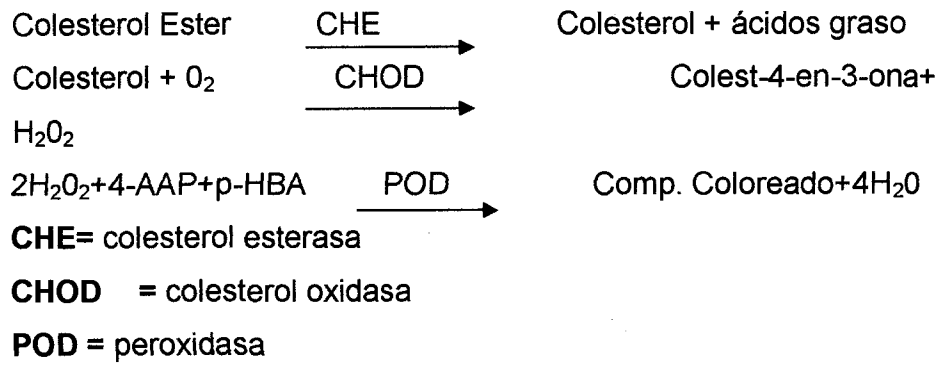 Colesterol Ester CHE Colesterol + ácidos graso
Colesterol + 0₂ CHOD Colest-4-en-3-ona+
H₂0₂
2H₂0₂+4-AAP+p-HBA POD Comp. Coloreado+4H₂0
CHE= colesterol esterasa
CHOD = colesterol oxidasa
POD = peroxidasa